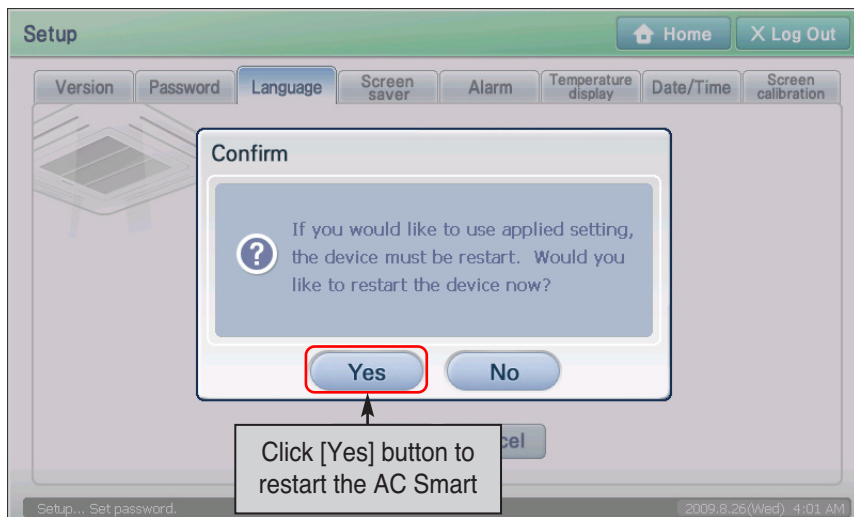 Setup
Home
X Log Out
Version
Password
Language
Screen
saver
Alarm
Temperature
display
Date/Time
Screen
calibration
Confirm
?
If you would like to use applied setting,
the device must be restart. Would you
like to restart the device now?
Yes
No
Click [Yes] button to
restart the AC Smart
Setup... Set password.
2009.8.26(Wed) 4:01 AM